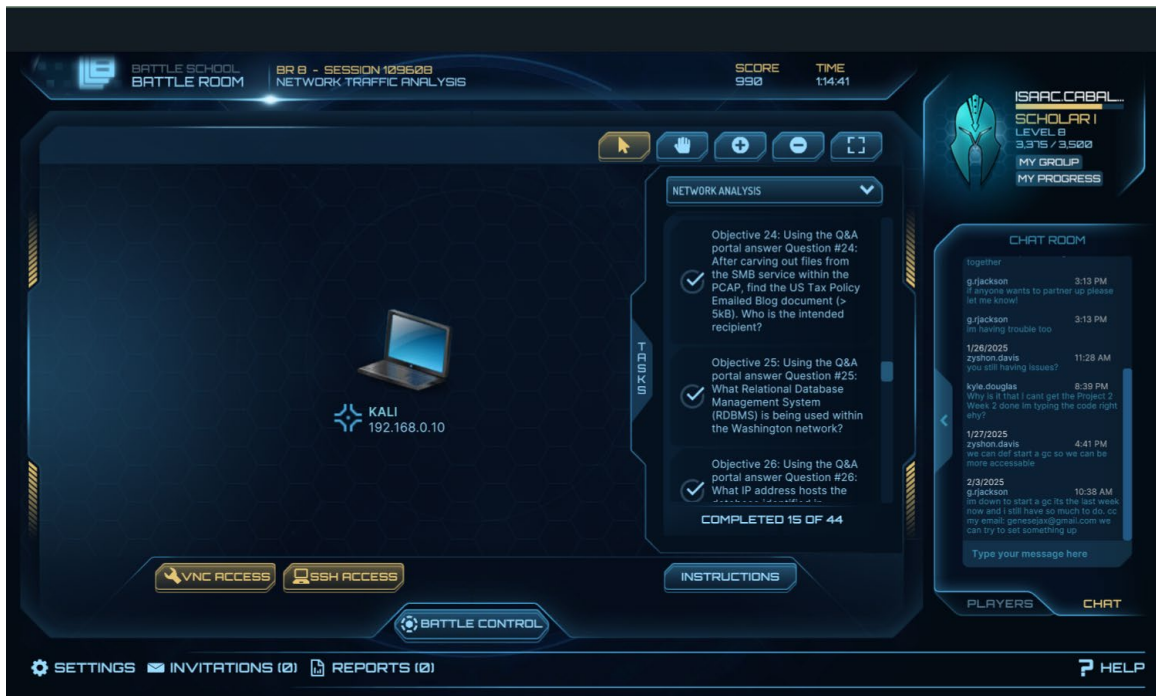 BATTLE SCHOOL
BATTLE ROOM
BR 8 - SESSION 109608
NETWORK TRAFFIC ANALYSIS
SCORE
990
TIME
1:14:41
ISAAC.CABAL...
SCHOLAR I
LEVEL 8
3,375 / 3,500
MY GROUP
MY PROGRESS
NETWORK ANALYSIS
Objective 24: Using the Q&A
portal answer Question #24:
After carving out files from
the SMB service within the
PCAP, find the US Tax Policy
Emailed Blog document (>
5kB). Who is the intended
recipient?
Objective 25: Using the Q&A
portal answer Question #25:
What Relational Database
Management System
(RDBMS) is being used within
the Washington network?
Objective 26: Using the Q&A
portal answer Question #26:
What IP address hosts the
database identified in
COMPLETED 15 OF 44
TASKS
KALI
192.168.0.10
VNC ACCESS
SSH ACCESS
INSTRUCTIONS
BATTLE CONTROL
CHAT ROOM
together
g.rjackson 3:13 PM
if anyone wants to partner up please
let me know!
g.rjackson 3:13 PM
im having trouble too
1/26/2025
zyshon.davis 11:28 AM
you still having issues?
kyle.douglas 8:39 PM
Why is it that I cant get the Project 2
Week 2 done Im typing the code right
ehy?
1/27/2025
zyshon.davis 4:41 PM
we can def start a gc so we can be
more accessable
2/3/2025
g.rjackson 10:38 AM
im down to start a gc its the last week
now and i still have so much to do. cc
my email: genesejax@gmail.com we
can try to set something up
Type your message here
PLAYERS
CHAT
SETTINGS
INVITATIONS (0)
REPORTS (0)
? HELP